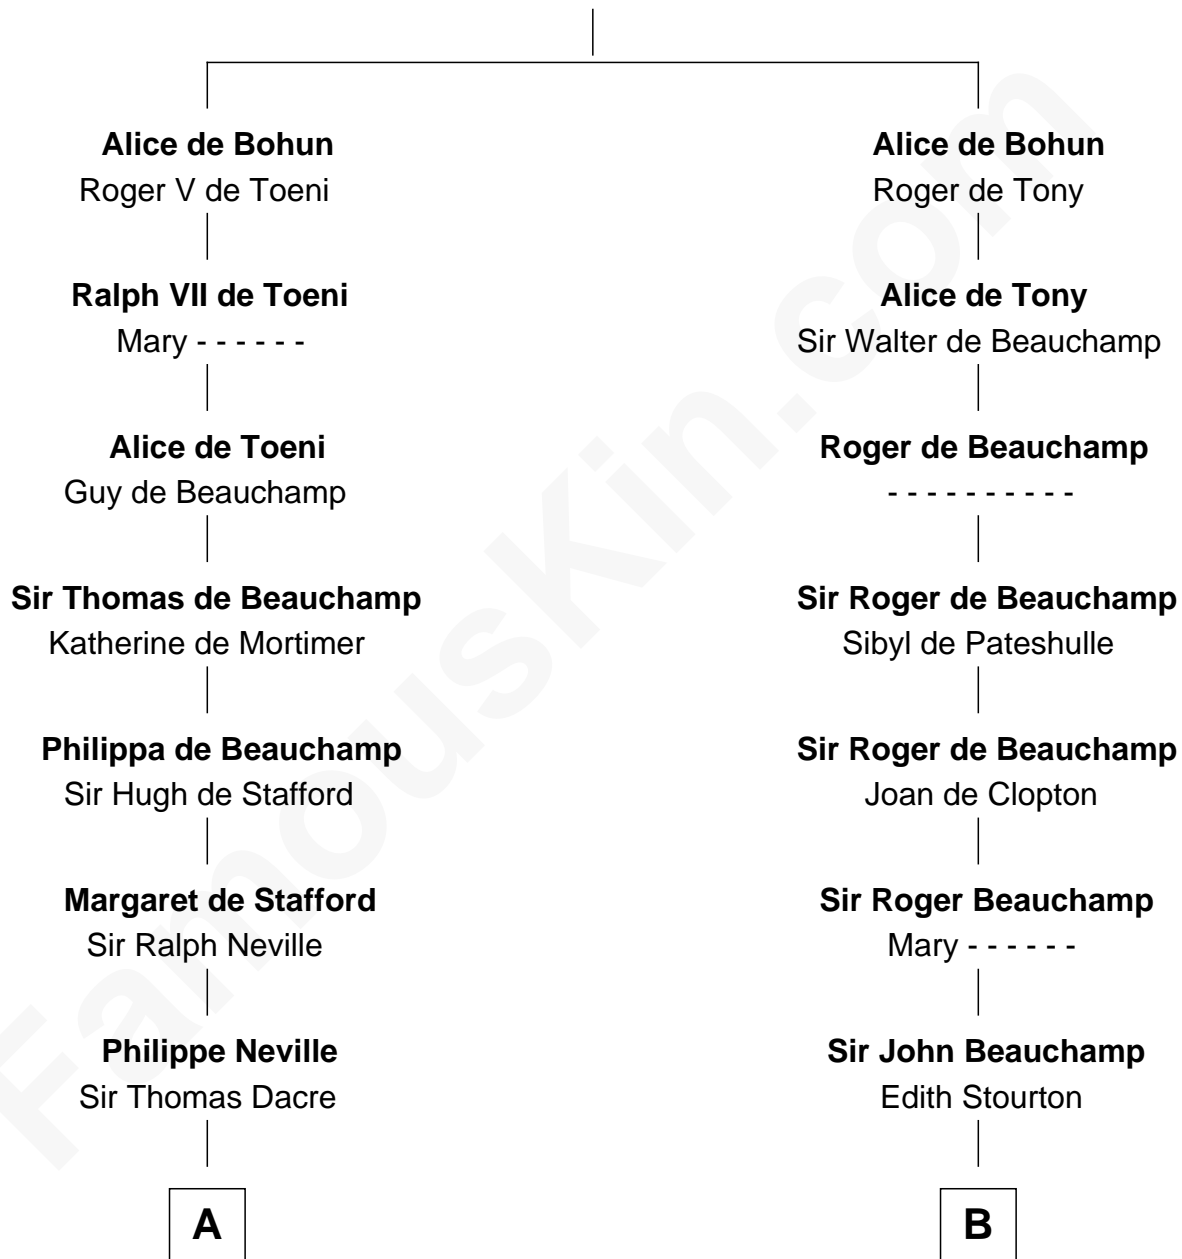 Alice de Bohun
Roger V de Toeni
Ralph VII de Toeni
Mary - - - - - -
Alice de Toeni
Guy de Beauchamp
Sir Thomas de Beauchamp
Katherine de Mortimer
Philippa de Beauchamp
Sir Hugh de Stafford
Margaret de Stafford
Sir Ralph Neville
Philippe Neville
Sir Thomas Dacre
A
Alice de Bohun
Roger de Tony
Alice de Tony
Sir Walter de Beauchamp
Roger de Beauchamp
- - - - - - - - - -
Sir Roger de Beauchamp
Sibyl de Pateshulle
Sir Roger de Beauchamp
Joan de Clopton
Sir Roger Beauchamp
Mary - - - - - -
Sir John Beauchamp
Edith Stourton
B
FamousKin.com